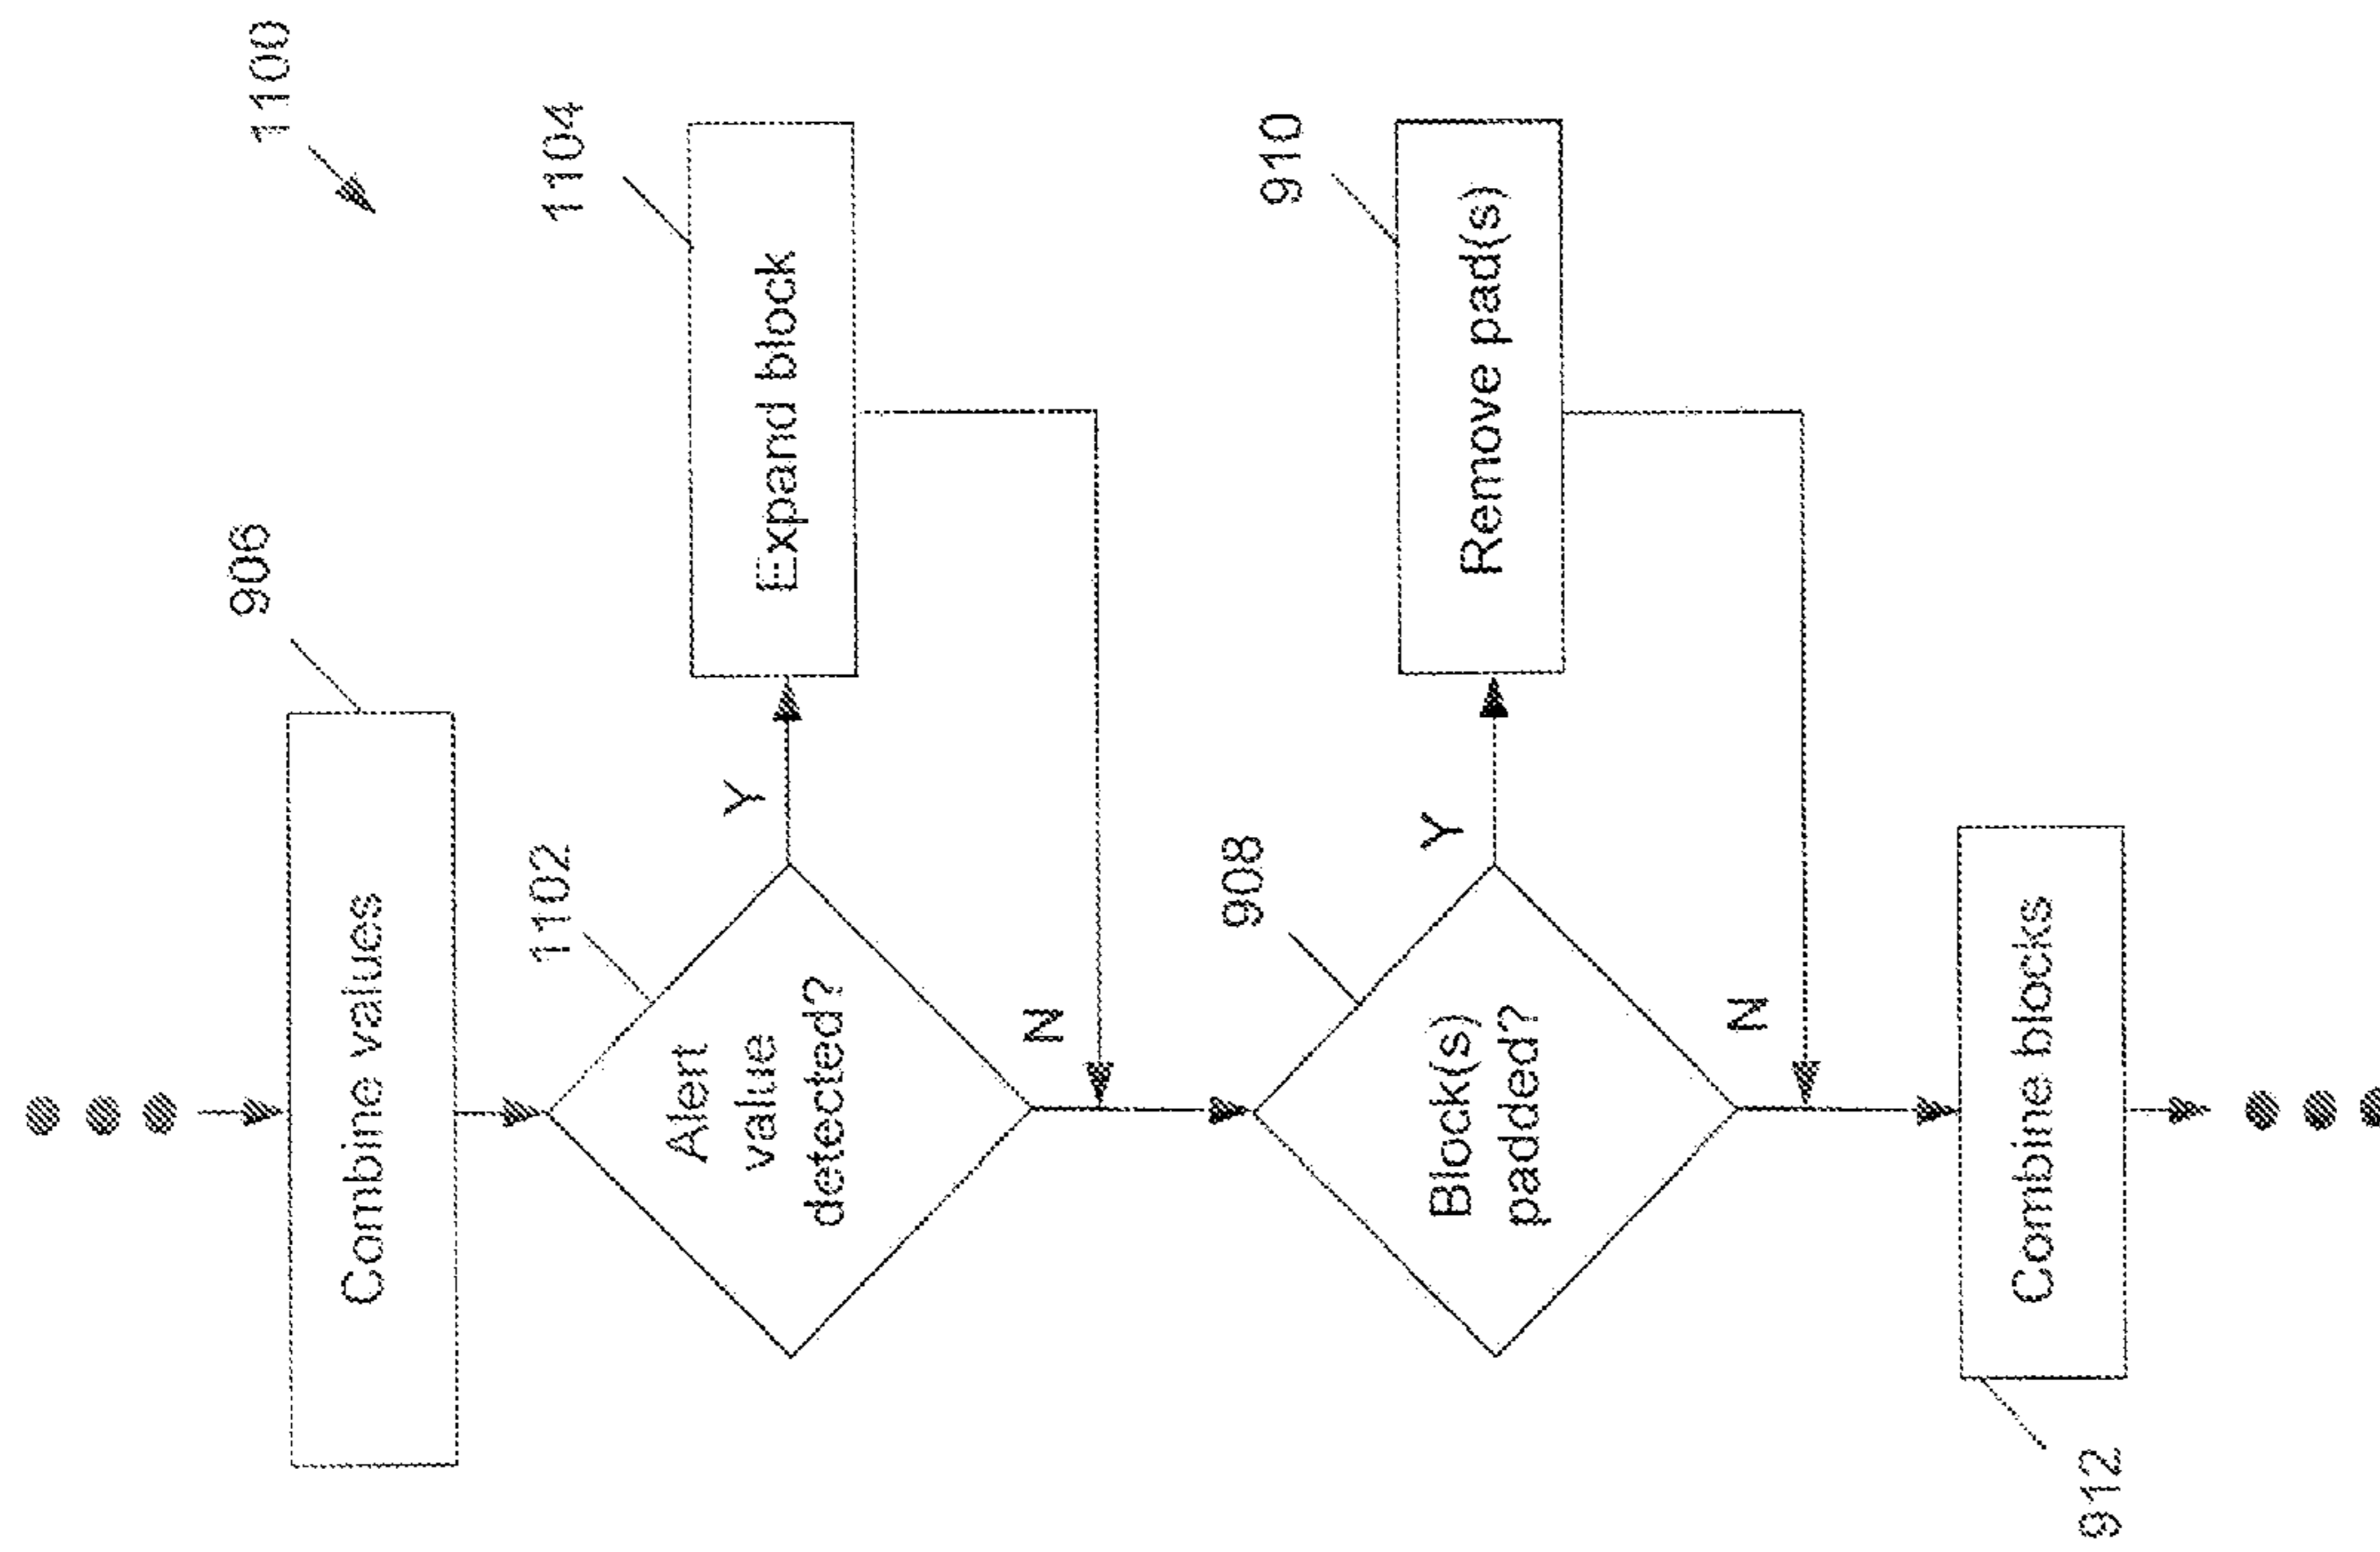 1100
906
Combine values
1102
Alert
value
detected?
Y
1104
Expand block
N
908
Block(s)
padded?
Y
910
Remove pad(s)
N
912
Combine blocks